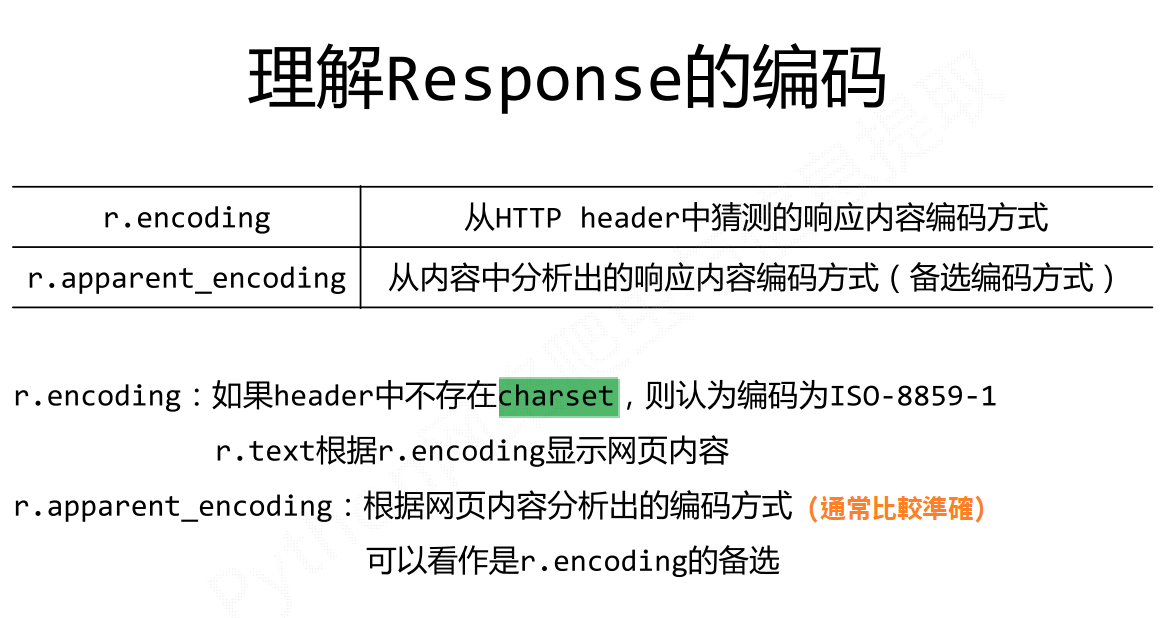 理解Response的编码
r.encoding 从HTTP header中猜测的响应内容编码方式
r.apparent_encoding 从内容中分析出的响应内容编码方式（备选编码方式）
r.encoding：如果header中不存在charset，则认为编码为ISO-8859-1
r.text根据r.encoding显示网页内容
r.apparent_encoding：根据网页内容分析出的编码方式 (通常比較準確)
可以看作是r.encoding的备选